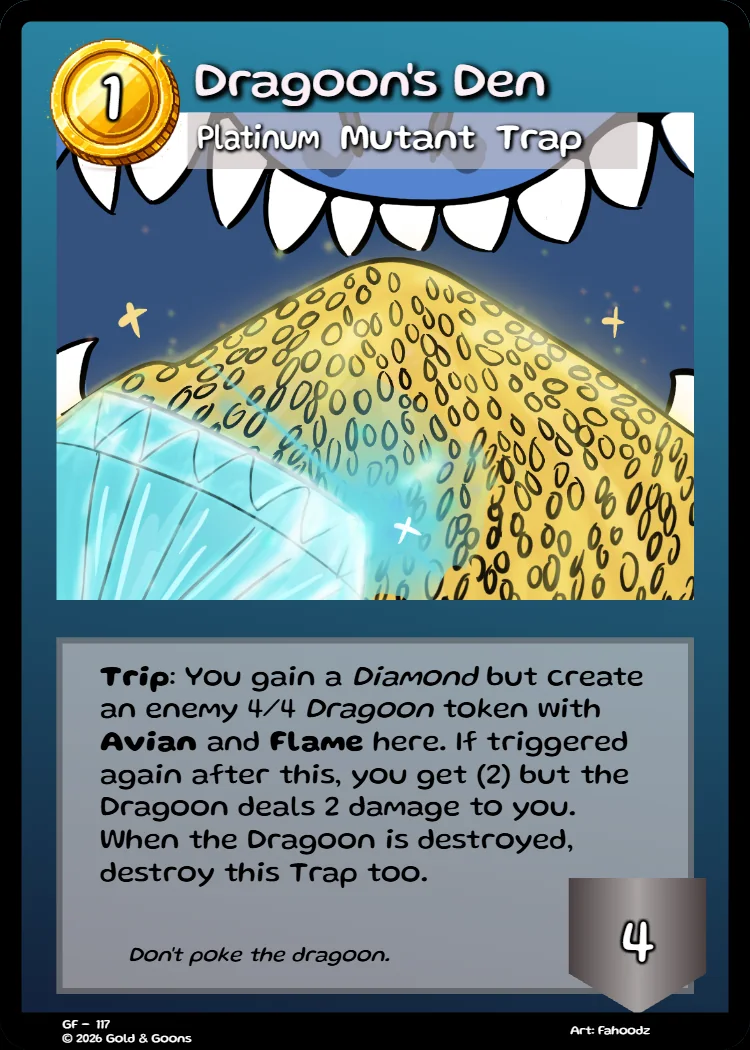 1
Dragoon's Den
Platinum Mutant Trap
Trip: You gain a Diamond but create
an enemy 4/4 Dragoon token with
Avian and Flame here. If triggered
again after this, you get (2) but the
Dragoon deals 2 damage to you.
When the Dragoon is destroyed,
destroy this Trap too.
Don't poke the dragoon.
4
GF - 117
© 2026 Gold & Goons
Art: Fahoodz